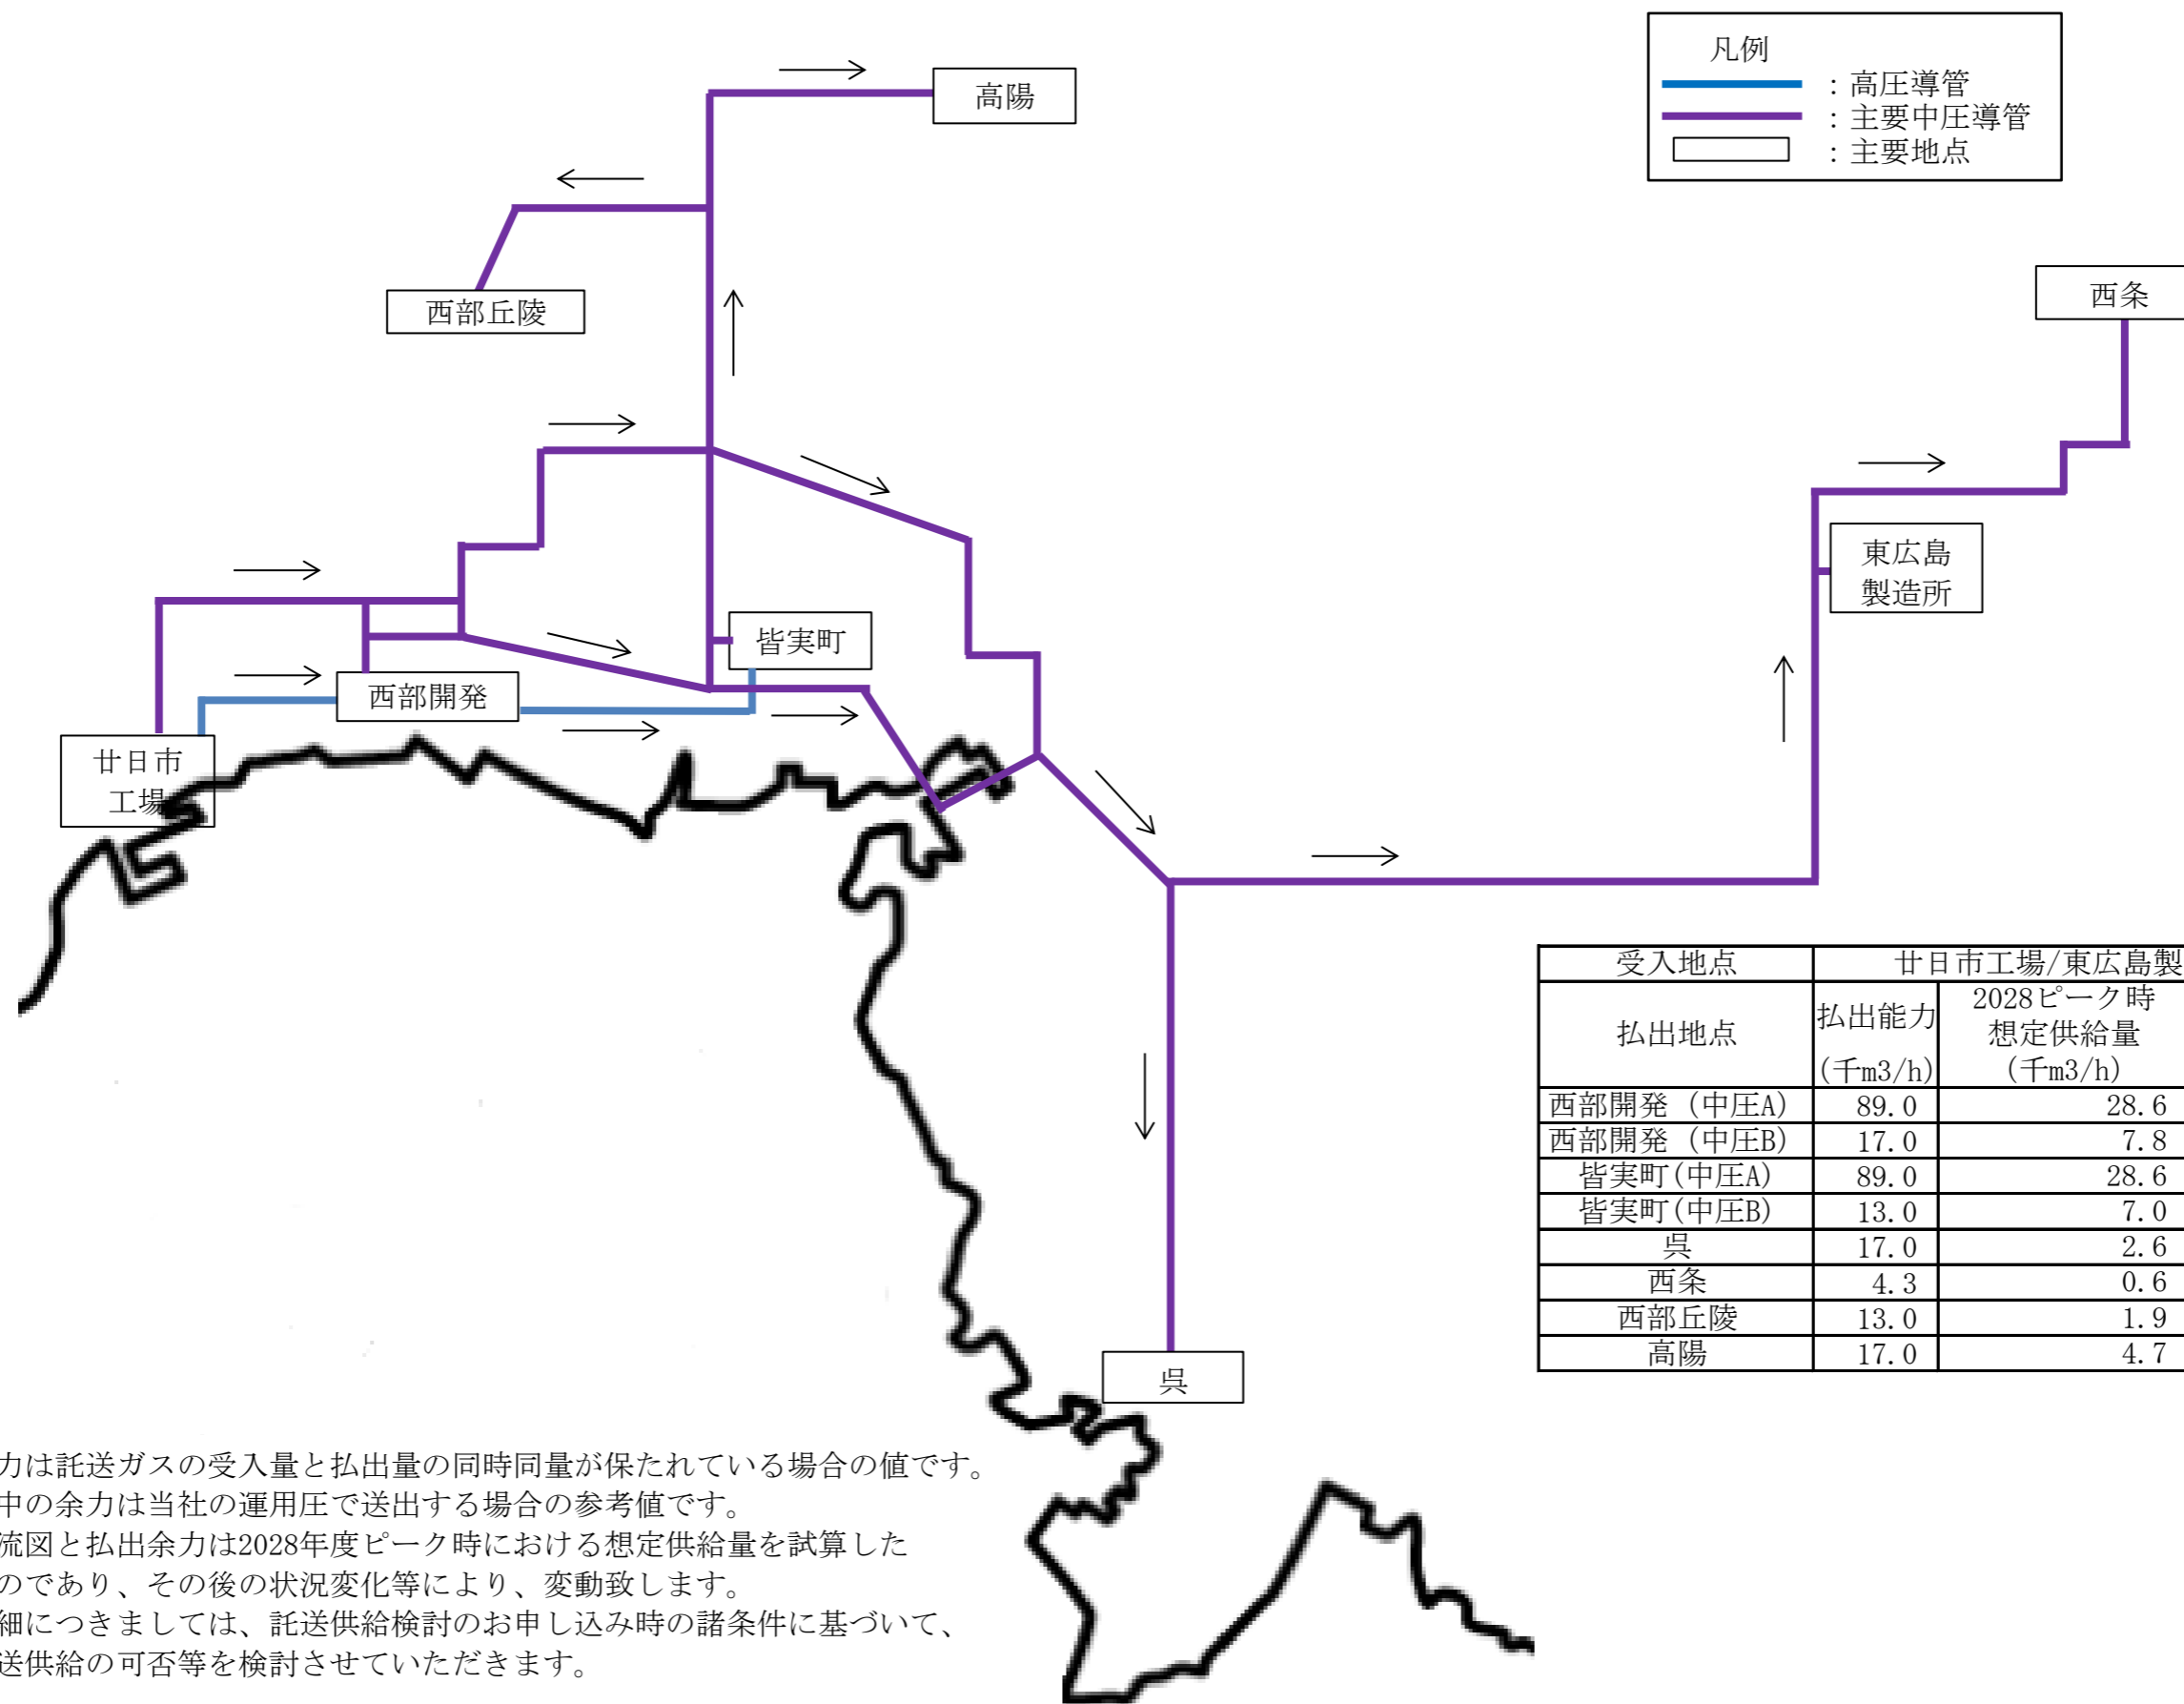 凡例
：高圧導管
：主要中圧導管
：主要地点
高陽
西部丘陵
西条
東広島
製造所
皆実町
西部開発
廿日市
工場
呉
受入地点 廿日市工場/東広島製
払出地点 払出能力 (千m3/h) 2028ピーク時 想定供給量 (千m3/h)
西部開発（中圧A） 89.0 28.6
西部開発（中圧B） 17.0 7.8
皆実町(中圧A) 89.0 28.6
皆実町(中圧B) 13.0 7.0
呉 17.0 2.6
西条 4.3 0.6
西部丘陵 13.0 1.9
高陽 17.0 4.7
力は託送ガスの受入量と払出量の同時同量が保たれている場合の値です。
中の余力は当社の運用圧で送出する場合の参考値です。
流図と払出余力は2028年度ピーク時における想定供給量を試算した
のであり、その後の状況変化等により、変動致します。
細につきましては、託送供給検討のお申し込み時の諸条件に基づいて、
送供給の可否等を検討させていただきます。